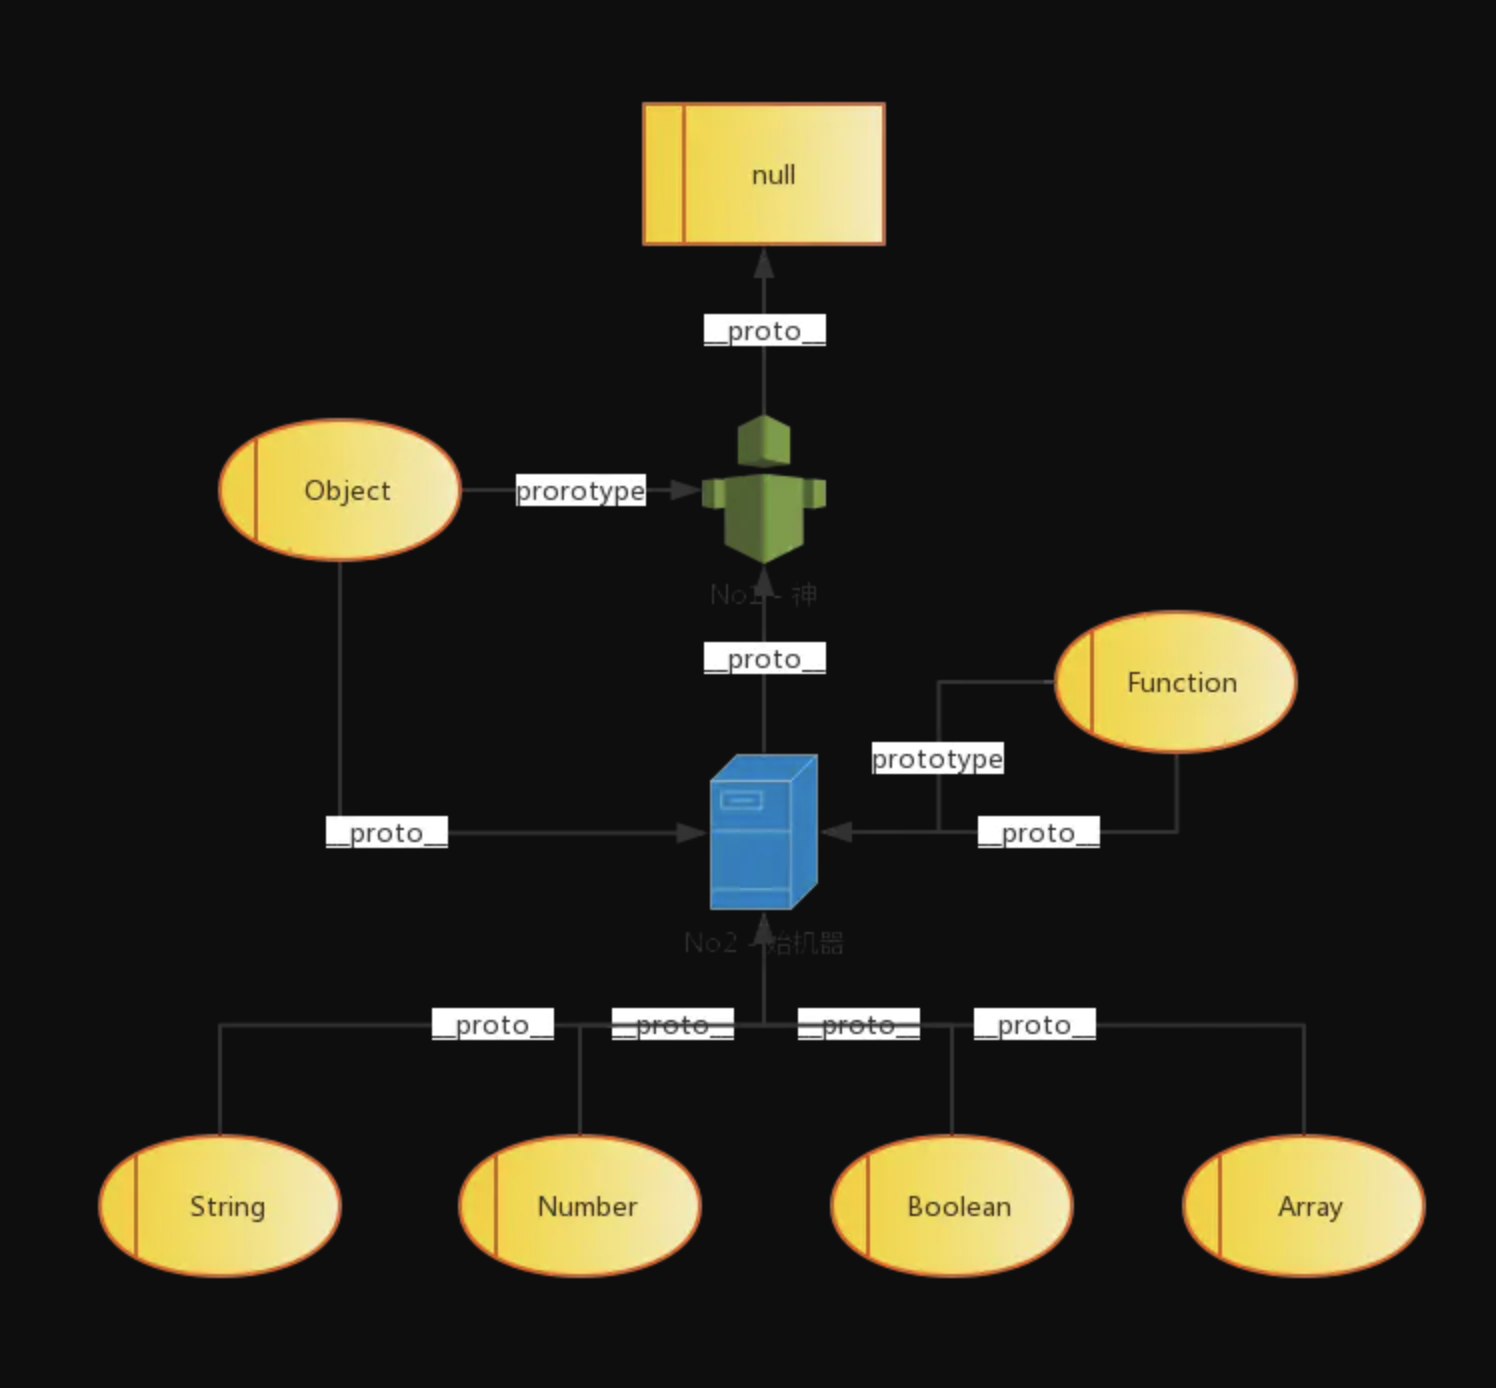 null
__proto__
Object
prorotype
No1 - 神
__proto__
Function
prototype
__proto__
__proto__
No2 - 始机器
__proto__
__proto__
__proto__
__proto__
String
Number
Boolean
Array